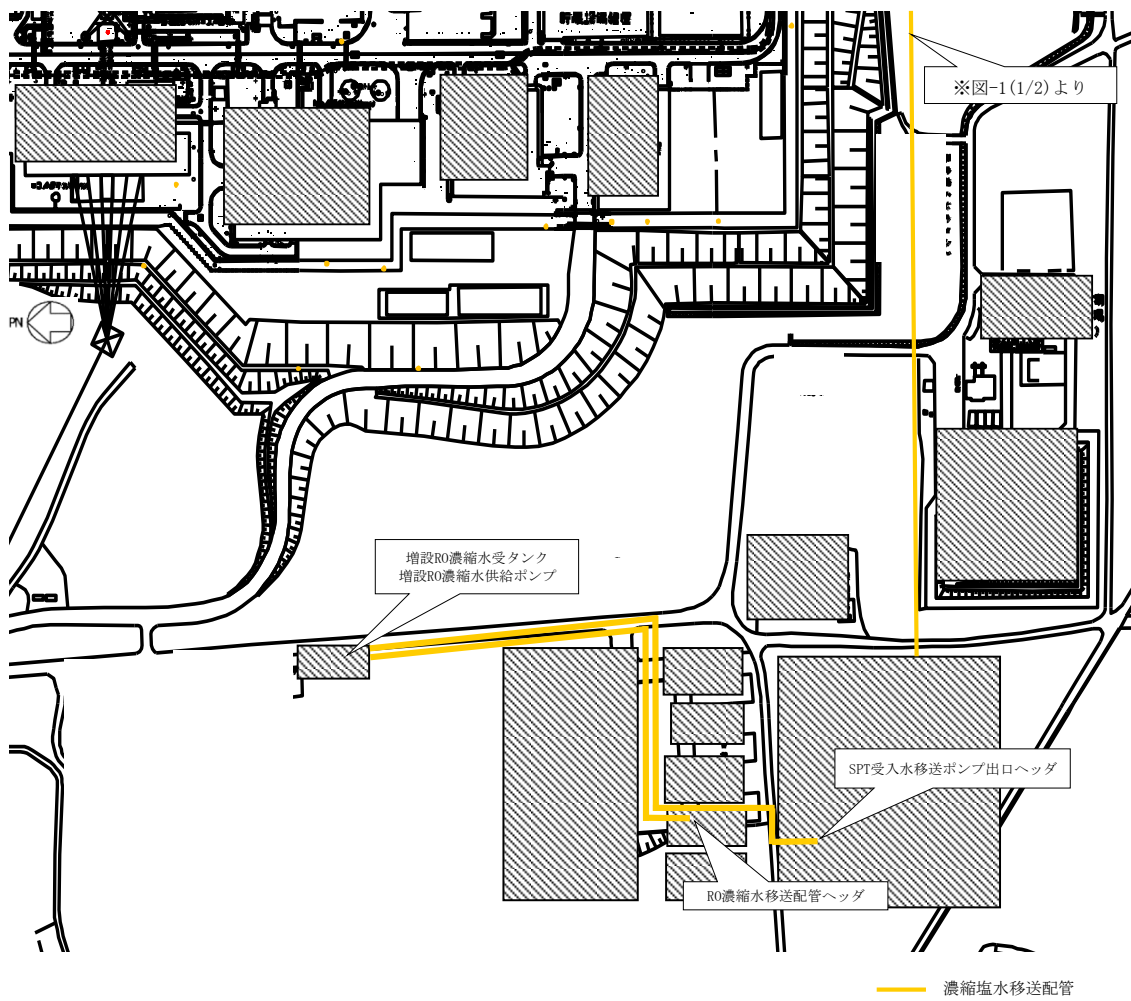 ※図-1(1/2)より
PN
増設RO濃縮水受タンク
増設RO濃縮水供給ポンプ
SPT受入水移送ポンプ出口ヘッダ
RO濃縮水移送配管ヘッダ
濃縮塩水移送配管